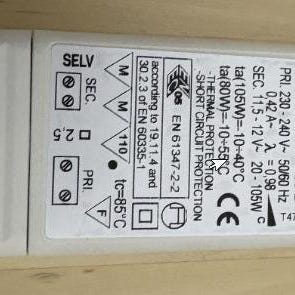 PRI. 230 - 240 V~ 50/60 Hz
0,42 A~ λ = 0,98
SEC. 11,5 - 12 V~ 20 - 105W
ta(105W)=-10÷40°C
ta(80W)=-10÷55°C
-THERMAL PROTECTION
-SHORT CIRCUIT PROTECTION
EN 61347-2-2
according to 19.11.4 and
30.2.3 of EN 60335-1
M M 110
tc=85°C
F
SELV
SEC.
2,5
PRI.
T47